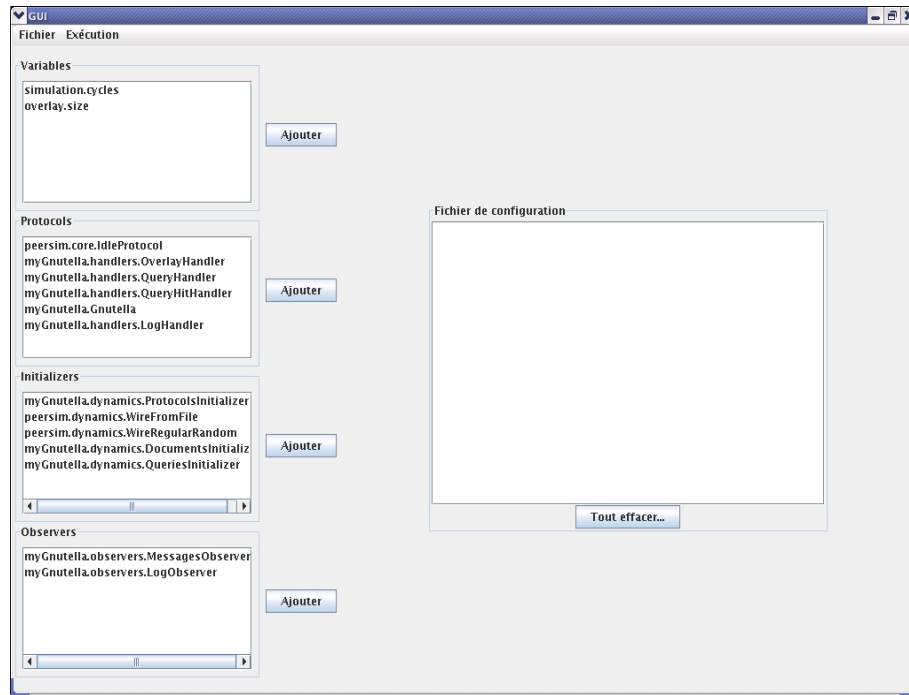 GUI
Fichier Exécution
Variables
simulation.cycles
overlay.size
Ajouter
Protocols
peersim.core.IdleProtocol
myGnutella.handlers.OverlayHandler
myGnutella.handlers.QueryHandler
myGnutella.handlers.QueryHitHandler
myGnutella.Gnutella
myGnutella.handlers.LogHandler
Ajouter
Initializers
myGnutella.dynamics.ProtocolsInitializer
peersim.dynamics.WireFromFile
peersim.dynamics.WireRegularRandom
myGnutella.dynamics.DocumentsInitializ
myGnutella.dynamics.QueriesInitializer
Ajouter
Observers
myGnutella.observers.MessagesObserver
myGnutella.observers.LogObserver
Ajouter
Fichier de configuration
Tout effacer...